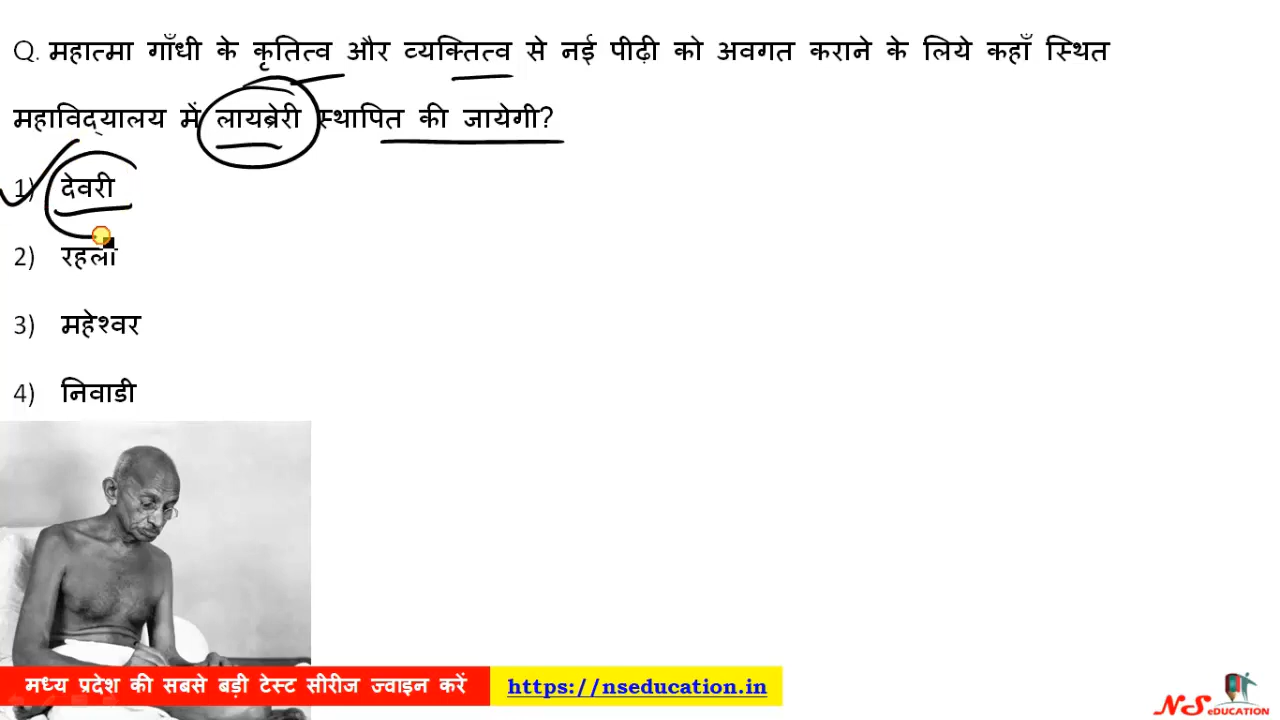 Q. महात्मा गाँधी के कृतित्व और व्यक्तित्व से नई पीढ़ी को अवगत कराने के लिये कहाँ स्थित
महाविद्यालय में लायब्रेरी स्थापित की जायेगी?
1) देवरी
2) रहली
3) महेश्वर
4) निवाडी
मध्य प्रदेश की सबसे बड़ी टेस्ट सीरीज ज्वाइन करें
https://nseducation.in
NS eDUCATION